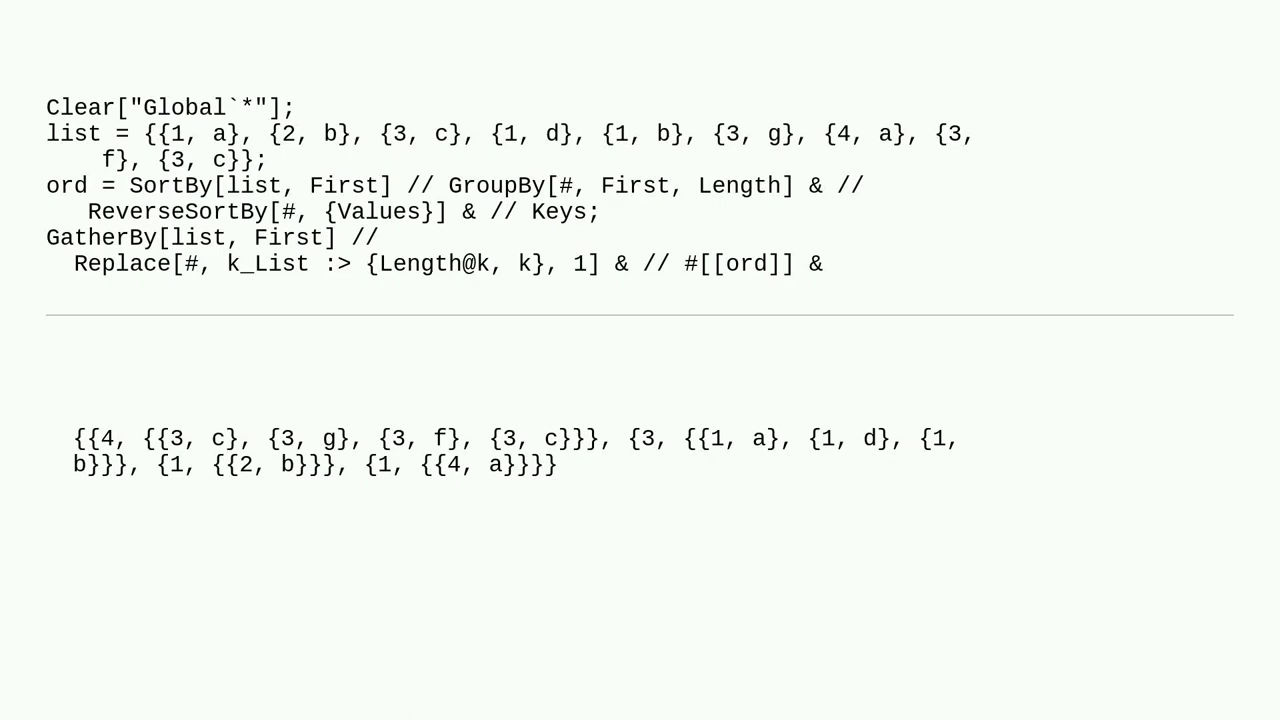 Clear["Global`*"];
list = {{1, a}, {2, b}, {3, c}, {1, d}, {1, b}, {3, g}, {4, a}, {3,
f}, {3, c}};
ord = SortBy[list, First] // GroupBy[#, First, Length] & //
ReverseSortBy[#, {Values}] & // Keys;
GatherBy[list, First] //
Replace[#, k_List :> {Length@k, k}, 1] & // #[[ord]] &
{{4, {{3, c}, {3, g}, {3, f}, {3, c}}}, {3, {{1, a}, {1, d}, {1,
b}}}, {1, {{2, b}}}, {1, {{4, a}}}}